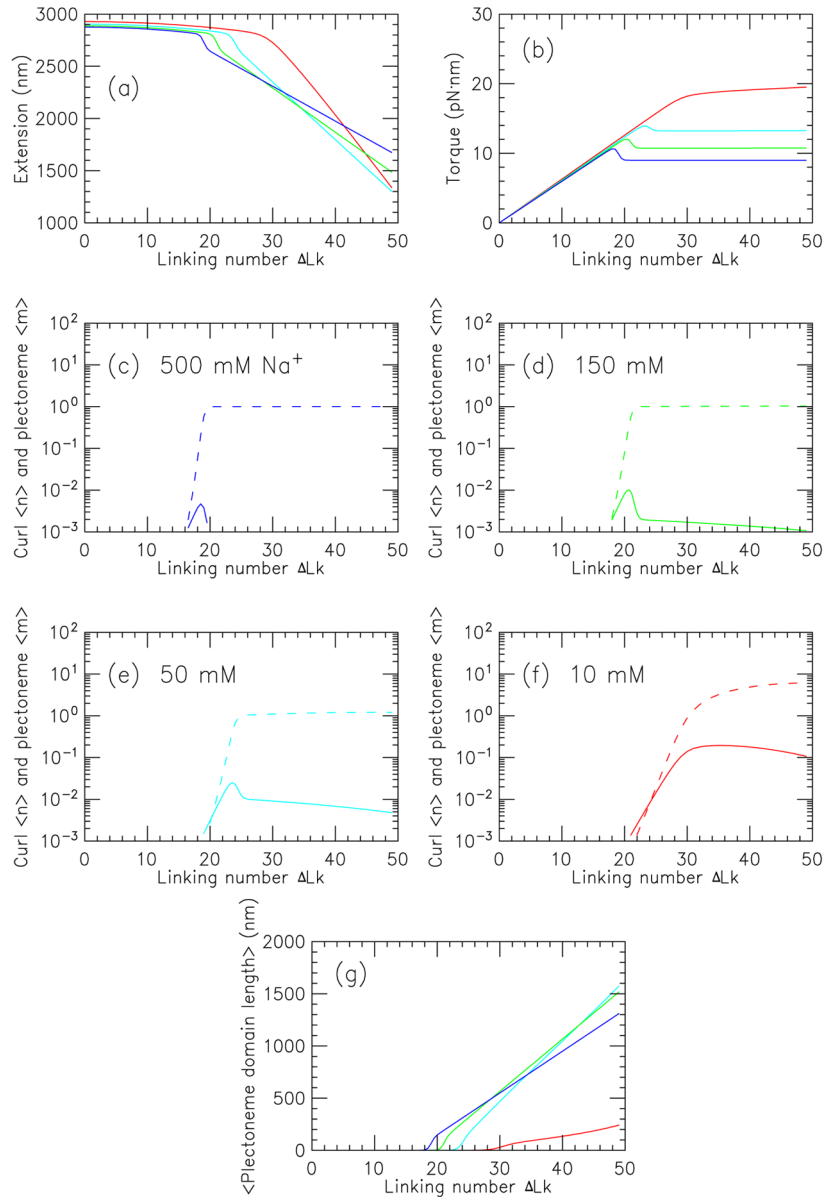 3000
2500
2000
1500
1000
Extension (nm)
(a)
0 10 20 30 40 50
Linking number ΔLk
30
20
10
0
Torque (pN·nm)
(b)
0 10 20 30 40 50
Linking number ΔLk
10²
10¹
10⁰
10⁻¹
10⁻²
10⁻³
Curl <n> and plectoneme <m>
(c) 500 mM Na⁺
0 10 20 30 40 50
Linking number ΔLk
10²
10¹
10⁰
10⁻¹
10⁻²
10⁻³
Curl <n> and plectoneme <m>
(d) 150 mM
0 10 20 30 40 50
Linking number ΔLk
10²
10¹
10⁰
10⁻¹
10⁻²
10⁻³
Curl <n> and plectoneme <m>
(e) 50 mM
0 10 20 30 40 50
Linking number ΔLk
10²
10¹
10⁰
10⁻¹
10⁻²
10⁻³
Curl <n> and plectoneme <m>
(f) 10 mM
0 10 20 30 40 50
Linking number ΔLk
2000
1500
1000
500
0
<Plectoneme domain length> (nm)
(g)
0 10 20 30 40 50
Linking number ΔLk